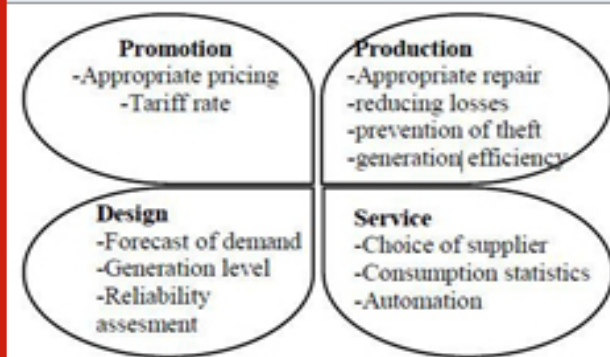 Promotion
-Appropriate pricing
-Tariff rate
Production
-Appropriate repair
-reducing losses
-prevention of theft
-generation efficiency
Design
-Forecast of demand
-Generation level
-Reliability
assesment
Service
-Choice of supplier
-Consumption statistics
-Automation